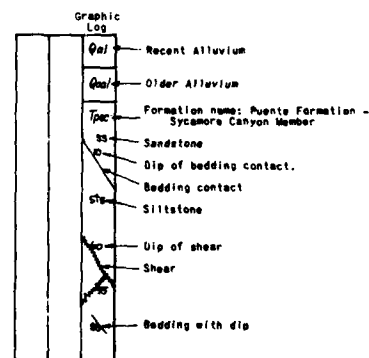 Graphic
Log
Qal
Recent Alluvium
Qoal
Older Alluvium
Tpsc
Formation name: Puente Formation -
Sycamore Canyon Member
SS
Sandstone
Dip of bedding contact.
Bedding contact
Siltstone
Dip of shear
Shear
Bedding with dip